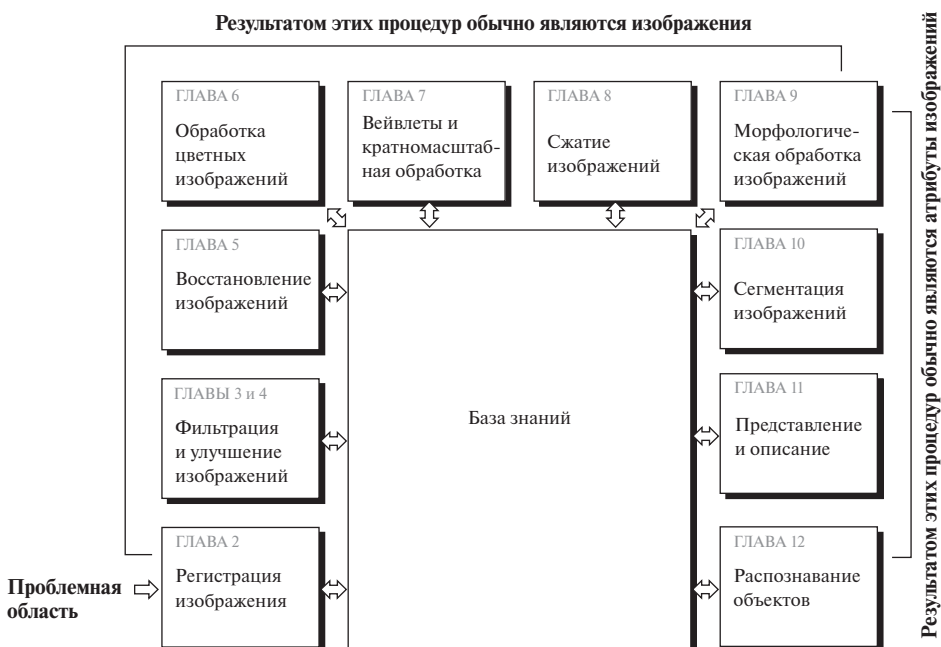 Результатом этих процедур обычно являются изображения
ГЛАВА 6
Обработка
цветных
изображений
ГЛАВА 7
Вейвлеты и
кратномасштаб-
ная обработка
ГЛАВА 8
Сжатие
изображений
ГЛАВА 9
Морфологиче-
ская обработка
изображений
ГЛАВА 5
Восстановление
изображений
ГЛАВА 10
Сегментация
изображений
ГЛАВЫ 3 и 4
Фильтрация
и улучшение
изображений
База знаний
ГЛАВА 11
Представление
и описание
ГЛАВА 2
Регистрация
изображения
ГЛАВА 12
Распознавание
объектов
Проблемная
область
Результатом этих процедур обычно являются атрибуты изображений